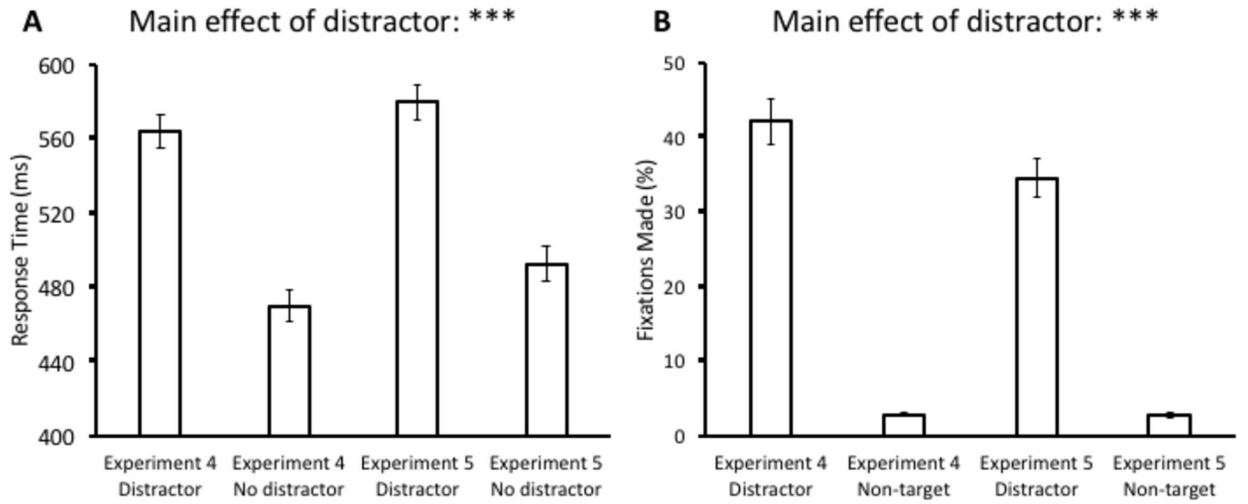 A Main effect of distractor: ***
Response Time (ms)
600
560
520
480
440
400
Experiment 4 Experiment 4 Experiment 5 Experiment 5
Distractor No distractor Distractor No distractor
B Main effect of distractor: ***
Fixations Made (%)
50
40
30
20
10
0
Experiment 4 Experiment 4 Experiment 5 Experiment 5
Distractor Non-target Distractor Non-target